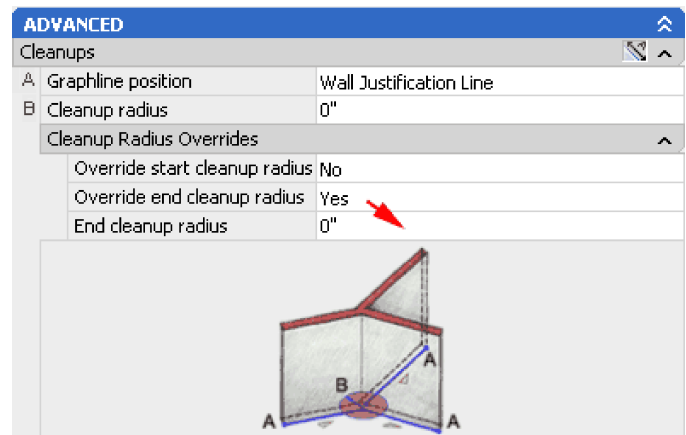 ADVANCED
Cleanups
A Graphline position Wall Justification Line
B Cleanup radius 0"
Cleanup Radius Overrides
Override start cleanup radius No
Override end cleanup radius Yes
End cleanup radius 0"
A
B
A A